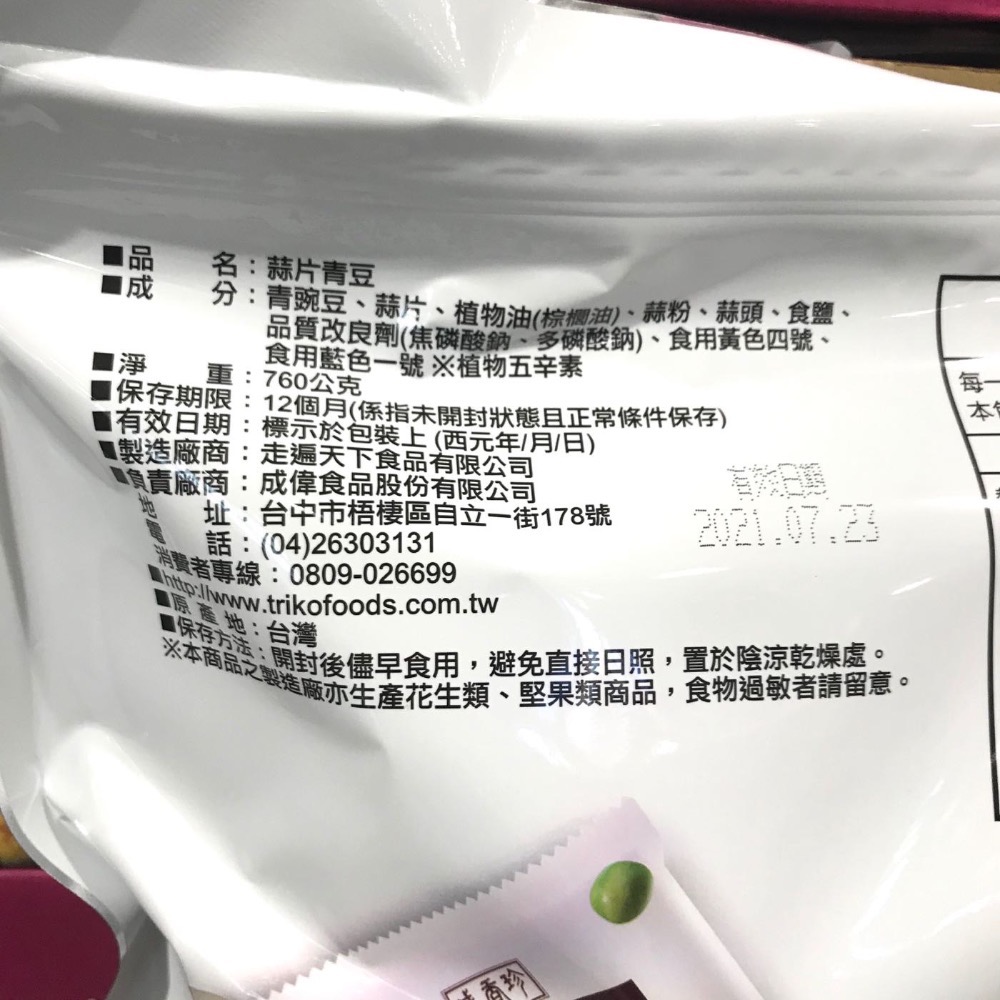 ■品名：蒜片青豆
■成分：青豌豆、蒜片、植物油(棕櫚油)、蒜粉、蒜頭、食鹽、
品質改良劑(焦磷酸鈉、多磷酸鈉)、食用黃色四號、
食用藍色一號 ※植物五辛素
■淨重：760公克
■保存期限：12個月(係指未開封狀態且正常條件保存)
■有效日期：標示於包裝上 (西元年/月/日)
■製造廠商：走遍天下食品有限公司
■負責廠商：成偉食品股份有限公司
地址：台中市梧棲區自立一街178號
電話：(04)26303131
消費者專線：0809-026699
■http://www.trikofoods.com.tw
■原產地：台灣
■保存方法：開封後儘早食用，避免直接日照，置於陰涼乾燥處。
※本商品之製造廠亦生產花生類、堅果類商品，食物過敏者請留意。
有效日期
2021.07.23
每一
本
香珍